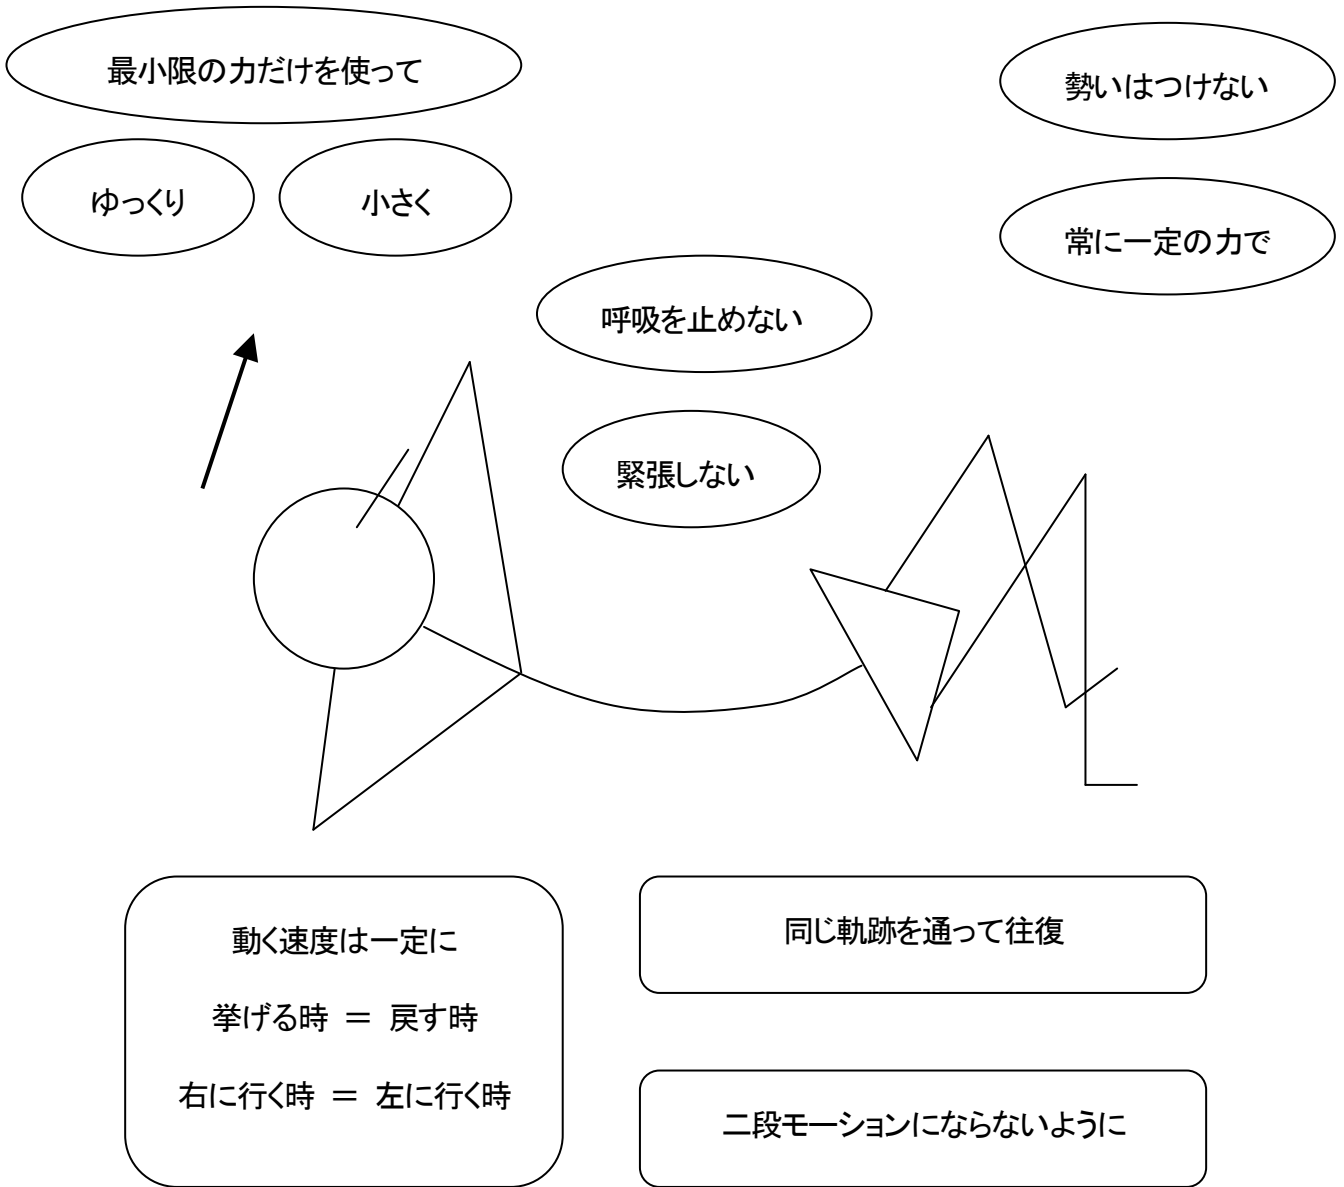 最小限の力だけを使って
勢いはつけない
ゆっくり
小さく
常に一定の力で
呼吸を止めない
緊張しない
動く速度は一定に
挙げる時 ＝ 戻す時
右に行く時 ＝ 左に行く時
同じ軌跡を通って往復
二段モーションにならないように